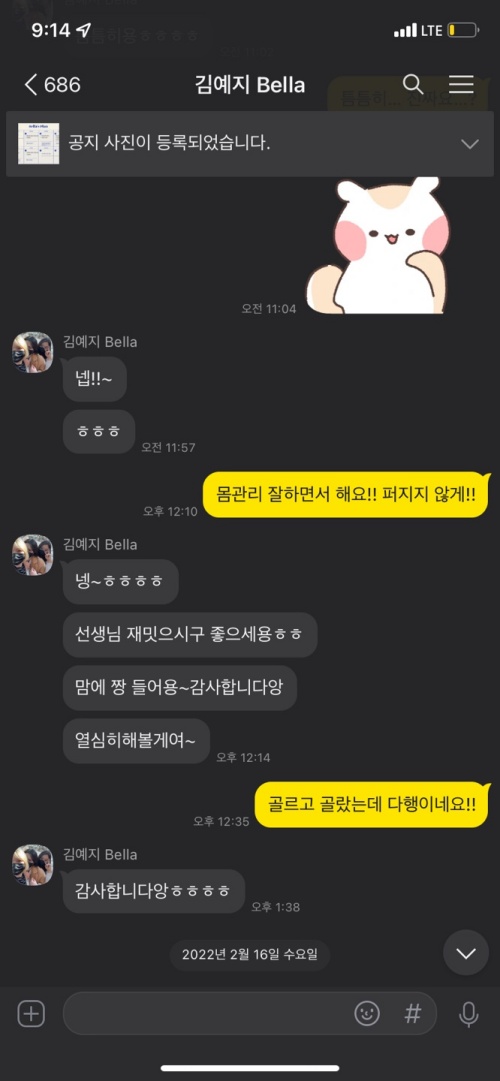 9:14
LTE
686
김예지 Bella
공지 사진이 등록되었습니다.
오전 11:04
김예지 Bella
넵!!~
ㅎㅎㅎ
오전 11:57
몸관리 잘하면서 해요!! 퍼지지 않게!!
오후 12:10
김예지 Bella
넹~ㅎㅎㅎㅎ
선생님 재밋으시구 좋으세용ㅎㅎ
맘에 짱 들어용~감사합니다앙
열심히해볼게여~
오후 12:14
골르고 골랐는데 다행이네요!!
오후 12:35
김예지 Bella
감사합니다앙ㅎㅎㅎㅎ
오후 1:38
2022년 2월 16일 수요일
#